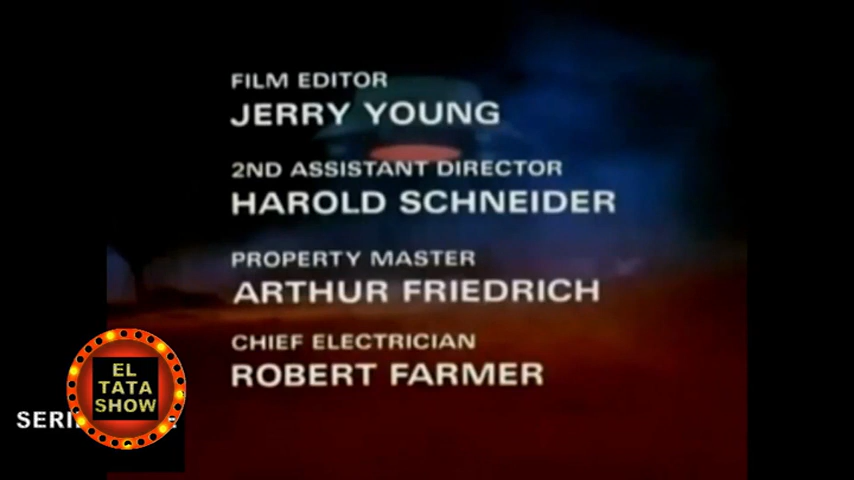 FILM EDITOR
JERRY YOUNG
2ND ASSISTANT DIRECTOR
HAROLD SCHNEIDER
PROPERTY MASTER
ARTHUR FRIEDRICH
CHIEF ELECTRICIAN
ROBERT FARMER
EL
TATA
SHOW